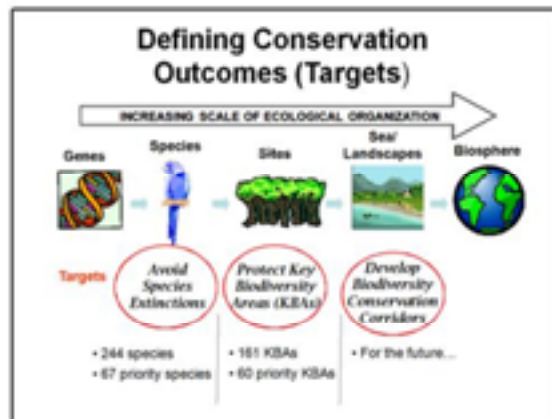 Defining Conservation
Outcomes (Targets)
INCREASING SCALE OF ECOLOGICAL ORGANIZATION
Genes
Species
Sites
Sea/
Landscapes
Biosphere
Targets
Avoid
Species
Extinctions
Protect Key
Biodiversity
Areas (KBAs)
Develop
Biodiversity
Conservation
Corridors
• 244 species
• 67 priority species
• 161 KBAs
• 60 priority KBAs
• For the future...